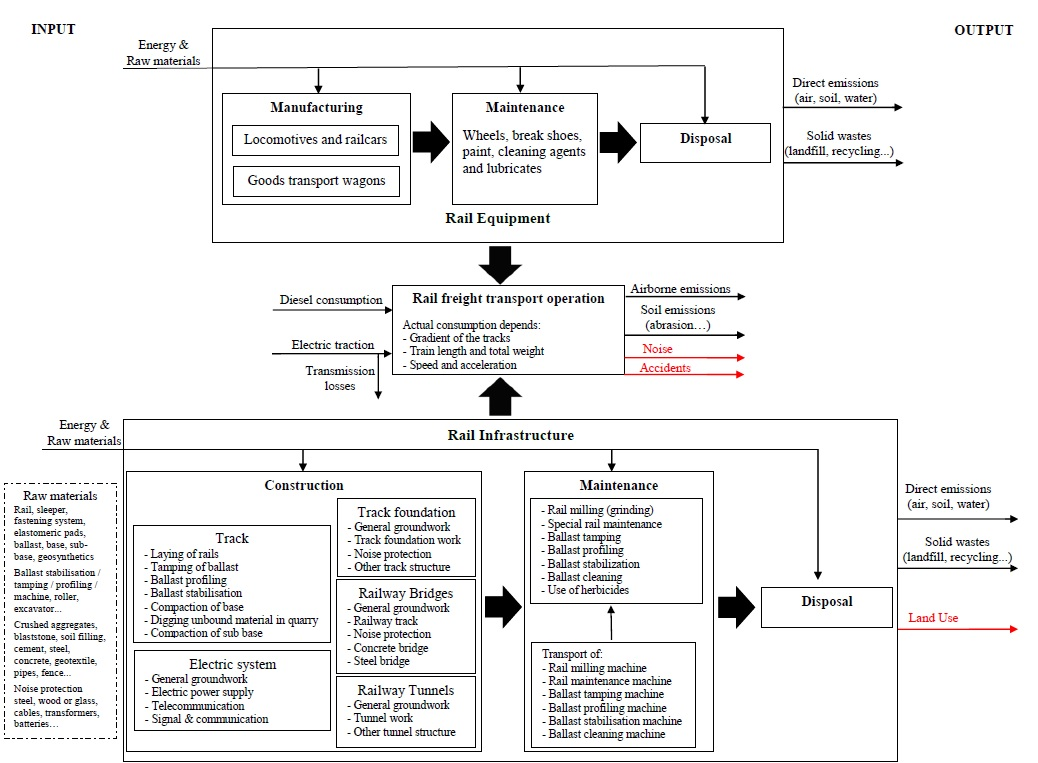 INPUT
OUTPUT
Energy &
Raw materials
Manufacturing
Locomotives and railcars
Goods transport wagons
Maintenance
Wheels, break shoes,
paint, cleaning agents
and lubricates
Disposal
Rail Equipment
Direct emissions
(air, soil, water)
Solid wastes
(landfill, recycling...)
Diesel consumption
Electric traction
Transmission
losses
Rail freight transport operation
Actual consumption depends:
- Gradient of the tracks
- Train length and total weight
- Speed and acceleration
Airborne emissions
Soil emissions
(abrasion…)
Noise
Accidents
Energy &
Raw materials
Rail Infrastructure
Raw materials
Rail, sleeper,
fastening system,
elastomeric pads,
ballast, base, sub-
base, geosynthetics
Ballast stabilisation /
tamping / profiling /
machine, roller,
excavator...
Crushed aggregates,
blaststone, soil filling,
cement, steel,
concrete, geotextile,
pipes, fence...
Noise protection
steel, wood or glass,
cables, transformers,
batteries…
Construction
Track
- Laying of rails
- Tamping of ballast
- Ballast profiling
- Ballast stabilisation
- Compaction of base
- Digging unbound material in quarry
- Compaction of sub base
Electric system
- General groundwork
- Electric power supply
- Telecommunication
- Signal & communication
Track foundation
- General groundwork
- Track foundation work
- Noise protection
- Other track structure
Railway Bridges
- General groundwork
- Railway track
- Noise protection
- Concrete bridge
- Steel bridge
Railway Tunnels
- General groundwork
- Tunnel work
- Other tunnel structure
Maintenance
- Rail milling (grinding)
- Special rail maintenance
- Ballast tamping
- Ballast profiling
- Ballast stabilization
- Ballast cleaning
- Use of herbicides
Transport of:
- Rail milling machine
- Rail maintenance machine
- Ballast tamping machine
- Ballast profiling machine
- Ballast stabilisation machine
- Ballast cleaning machine
Disposal
Direct emissions
(air, soil, water)
Solid wastes
(landfill, recycling...)
Land Use